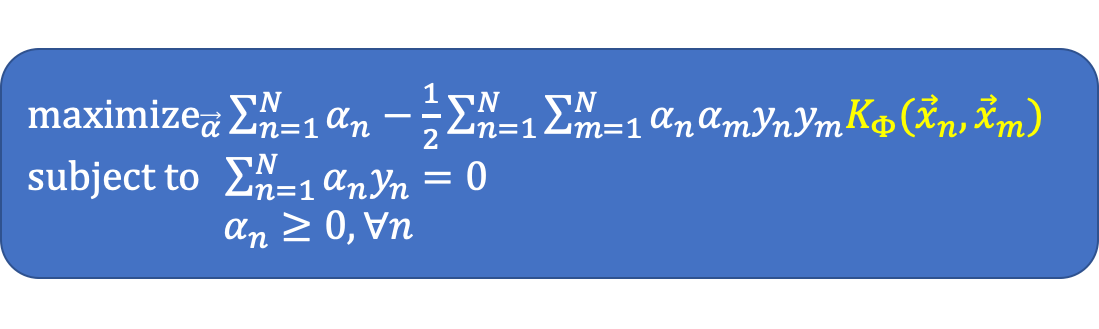 maximize_α⃗ ∑_{n=1}^{N} α_n − 1/2 ∑_{n=1}^{N} ∑_{m=1}^{N} α_n α_m y_n y_m K_Φ(x⃗_n, x⃗_m)
subject to ∑_{n=1}^{N} α_n y_n = 0
α_n ≥ 0, ∀n